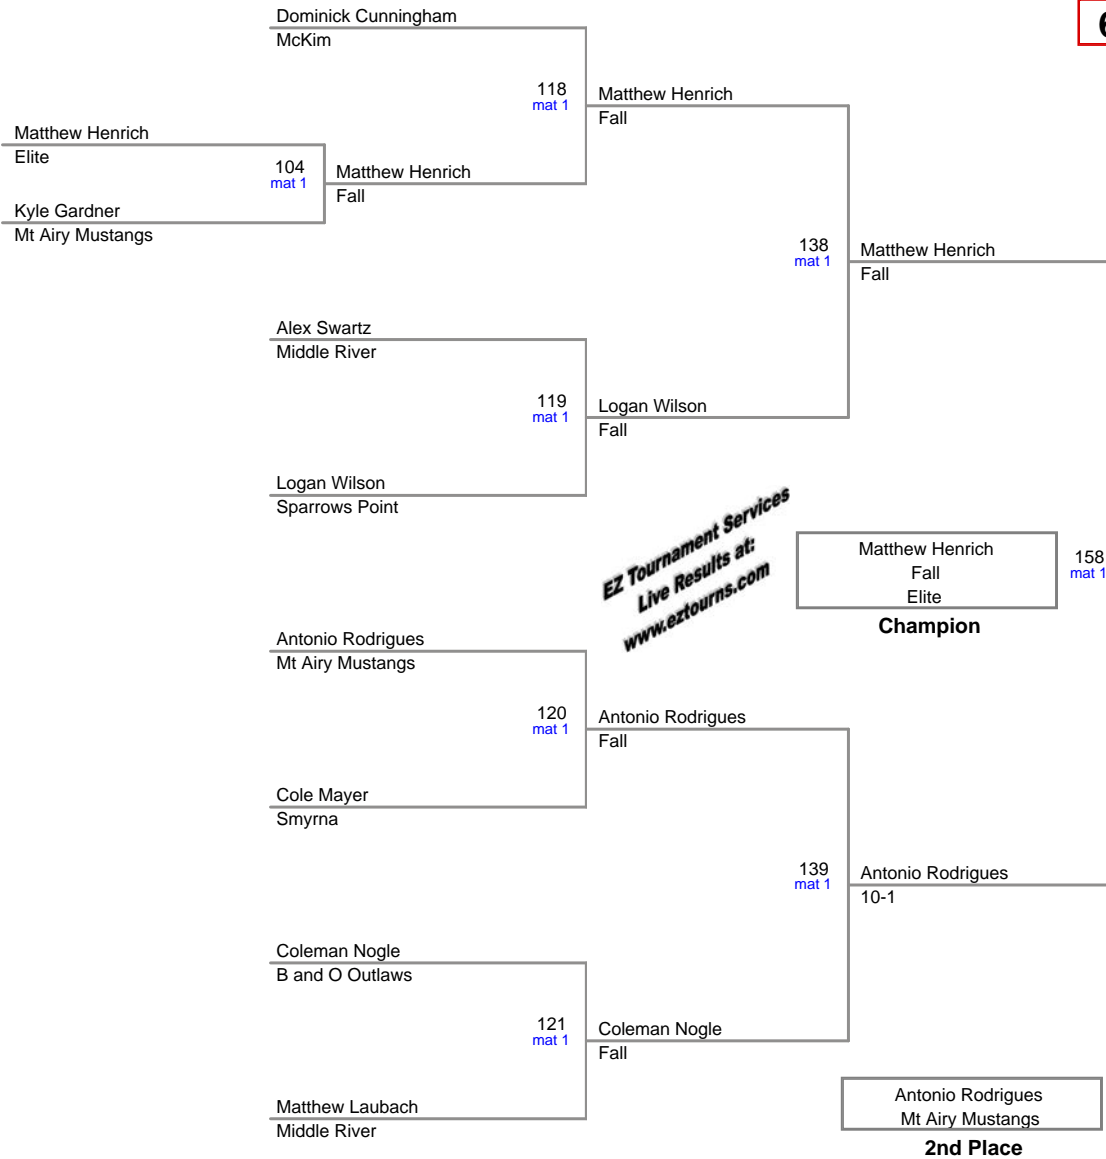 Dominick Cunningham
McKim
118
mat 1
Matthew Henrich
Fall
Matthew Henrich
Elite
104
mat 1
Matthew Henrich
Fall
Kyle Gardner
Mt Airy Mustangs
138
mat 1
Matthew Henrich
Fall
Alex Swartz
Middle River
119
mat 1
Logan Wilson
Fall
Logan Wilson
Sparrows Point
EZ Tournament Services
Live Results at:
www.eztourns.com
Matthew Henrich
Fall
Elite
158
mat 1
Champion
Antonio Rodrigues
Mt Airy Mustangs
120
mat 1
Antonio Rodrigues
Fall
Cole Mayer
Smyrna
139
mat 1
Antonio Rodrigues
10-1
Coleman Nogle
B and O Outlaws
121
mat 1
Coleman Nogle
Fall
Matthew Laubach
Middle River
Antonio Rodrigues
Mt Airy Mustangs
2nd Place